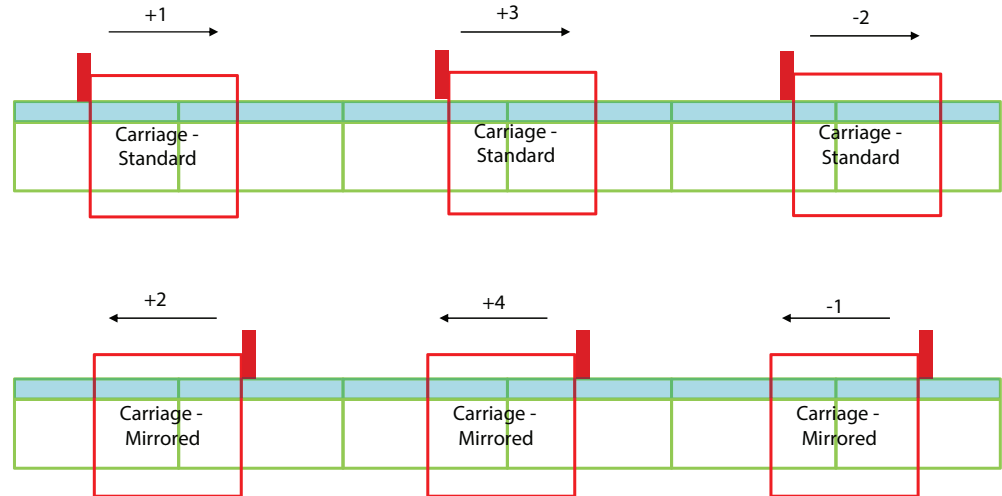 +1
+3
-2
Carriage -
Standard
Carriage -
Standard
Carriage -
Standard
+2
+4
-1
Carriage -
Mirrored
Carriage -
Mirrored
Carriage -
Mirrored